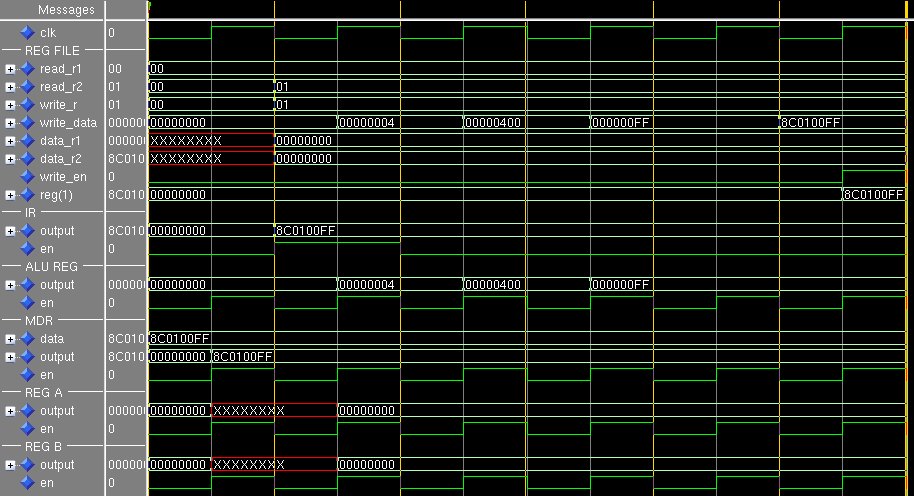 Messages
clk 0
REG FILE
read_r1 00 00
read_r2 01 00 01
write_r 01 00 01
write_data 000000 00000000 00000004 00000400 000000FF 8C0100FF
data_r1 000000 XXXXXXXX 00000000
data_r2 8C010 XXXXXXXX 00000000
write_en 0
reg(1) 8C010 00000000 8C0100FF
IR
output 8C010 00000000 8C0100FF
en 0
ALU REG
output 000000 00000000 00000004 00000400 000000FF
en 0
MDR
data 8C010 8C0100FF
output 8C010 00000000 8C0100FF
en 0
REG A
output 000000 00000000 XXXXXXXX 00000000
en 0
REG B
output 000000 00000000 XXXXXXXX 00000000
en 0